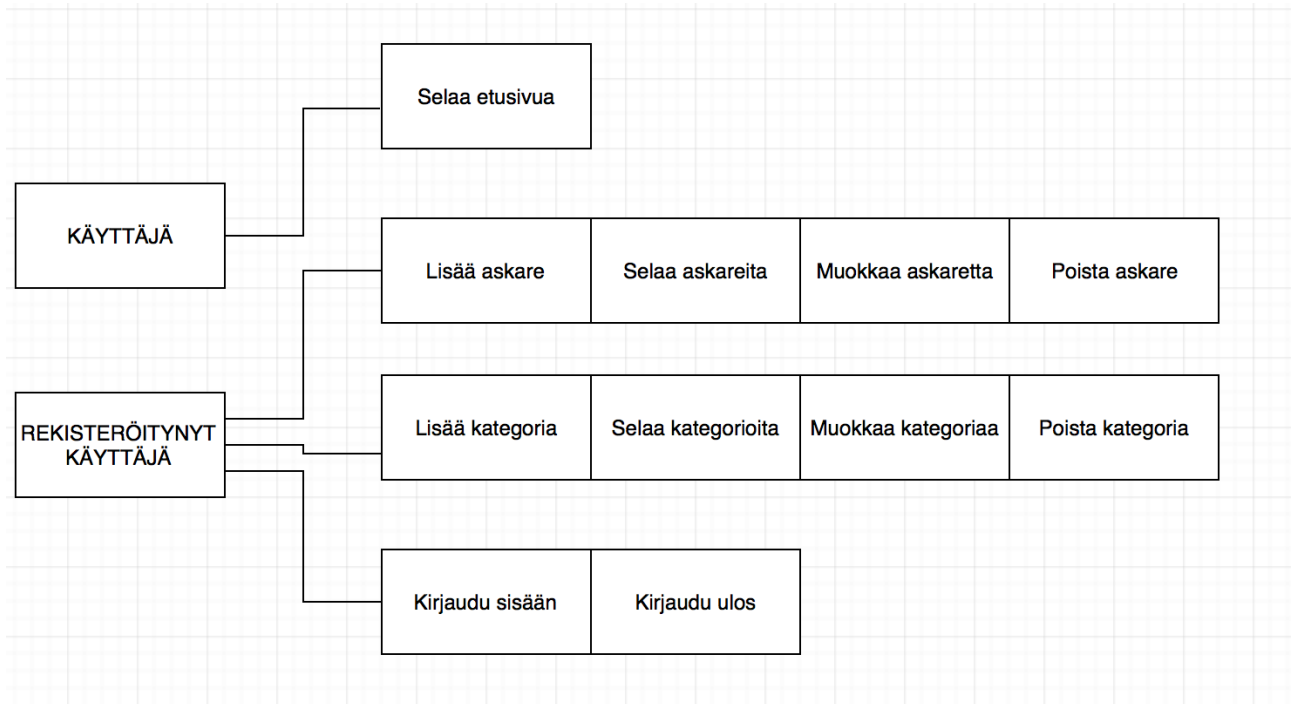 Selaa etusivua
KÄYTTÄJÄ
Lisää askare
Selaa askareita
Muokkaa askaretta
Poista askare
REKISTERÖITYNYT
KÄYTTÄJÄ
Lisää kategoria
Selaa kategorioita
Muokkaa kategoriaa
Poista kategoria
Kirjaudu sisään
Kirjaudu ulos